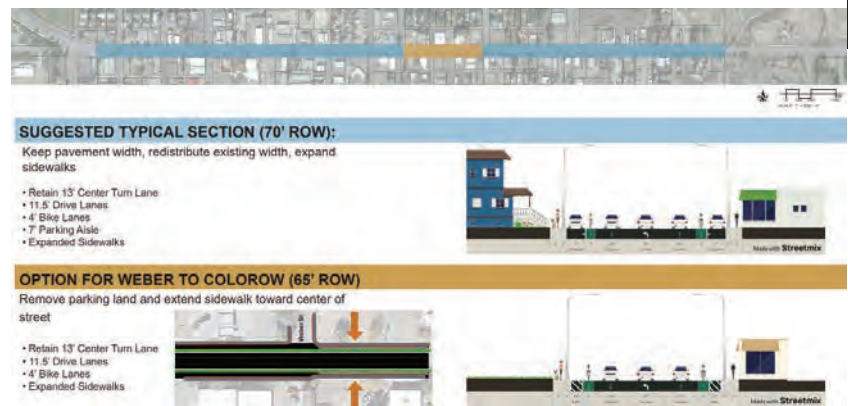 SUGGESTED TYPICAL SECTION (70' ROW):
Keep pavement width, redistribute existing width, expand
sidewalks
• Retain 13' Center Turn Lane
• 11.5' Drive Lanes
• 4' Bike Lanes
• 7' Parking Aisle
• Expanded Sidewalks
Made with Streetmix
OPTION FOR WEBER TO COLOROW (65' ROW)
Remove parking land and extend sidewalk toward center of
street
Weber St
• Retain 13' Center Turn Lane
• 11.5' Drive Lanes
• 4' Bike Lanes
• Expanded Sidewalks
Made with Streetmix